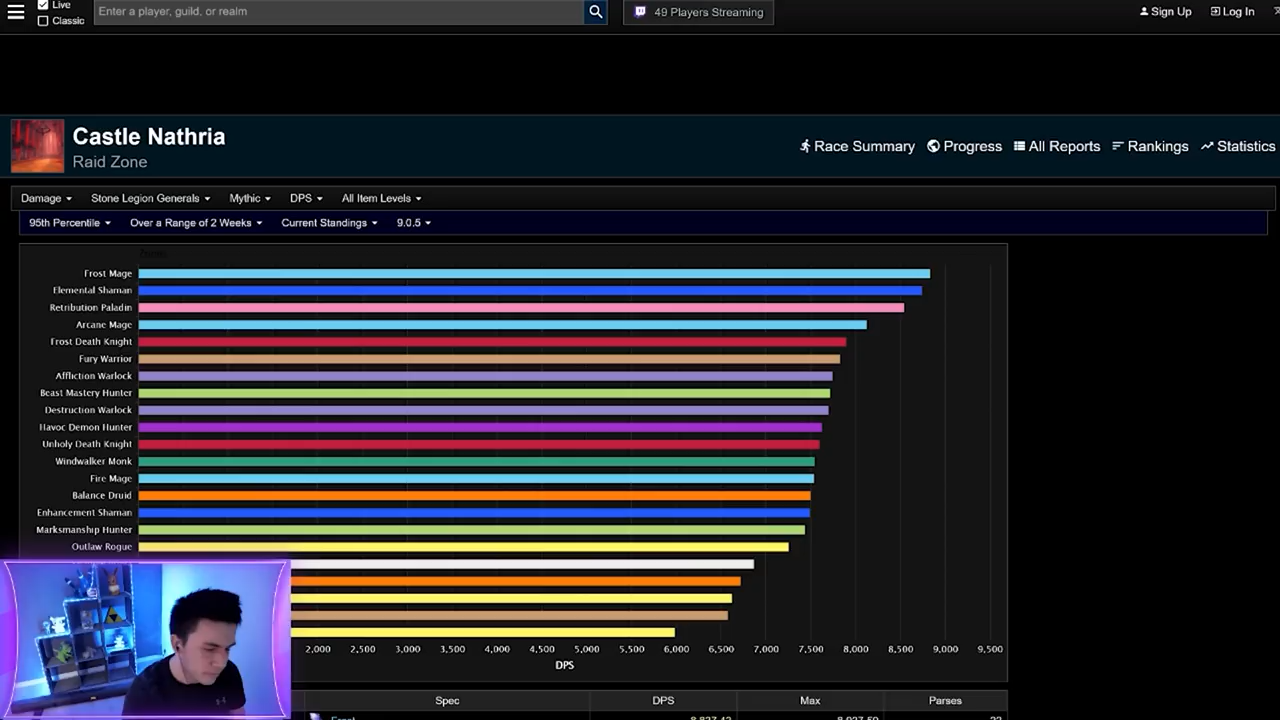 Live
Classic
Enter a player, guild, or realm
49 Players Streaming
Sign Up
Log In
Castle Nathria
Raid Zone
Race Summary
Progress
All Reports
Rankings
Statistics
Damage
Stone Legion Generals
Mythic
DPS
All Item Levels
95th Percentile
Over a Range of 2 Weeks
Current Standings
9.0.5
Frost Mage
Elemental Shaman
Retribution Paladin
Arcane Mage
Frost Death Knight
Fury Warrior
Affliction Warlock
Beast Mastery Hunter
Destruction Warlock
Havoc Demon Hunter
Unholy Death Knight
Windwalker Monk
Fire Mage
Balance Druid
Enhancement Shaman
Marksmanship Hunter
Outlaw Rogue
2,000 2,500 3,000 3,500 4,000 4,500 5,000 5,500 6,000 6,500 7,000 7,500 8,000 8,500 9,000 9,500
DPS
Spec DPS Max Parses